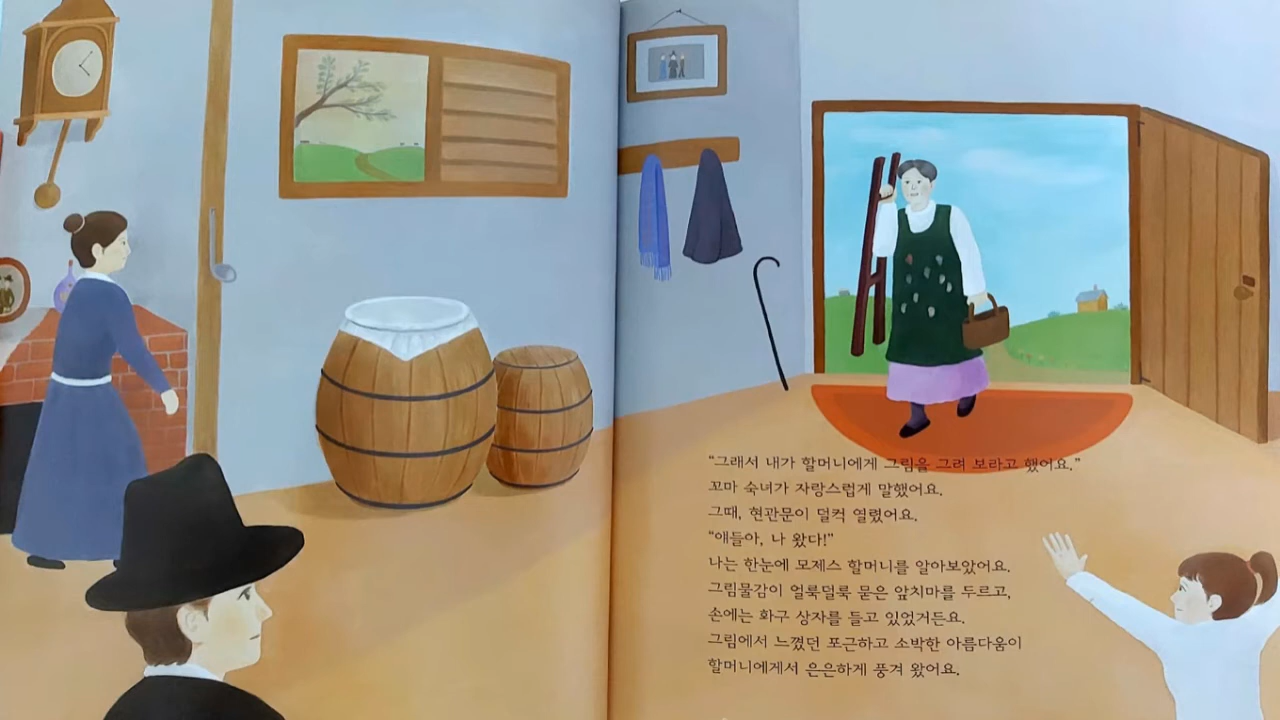 “그래서 내가 할머니에게 그림을 그려 보라고 했어요.”
꼬마 숙녀가 자랑스럽게 말했어요.
그때, 현관문이 덜컥 열렸어요.
“얘들아, 나 왔다!”
나는 한눈에 모제스 할머니를 알아보았어요.
그림물감이 얼룩덜룩 묻은 앞치마를 두르고,
손에는 화구 상자를 들고 있었거든요.
그림에서 느꼈던 포근하고 소박한 아름다움이
할머니에게서 은은하게 풍겨 왔어요.